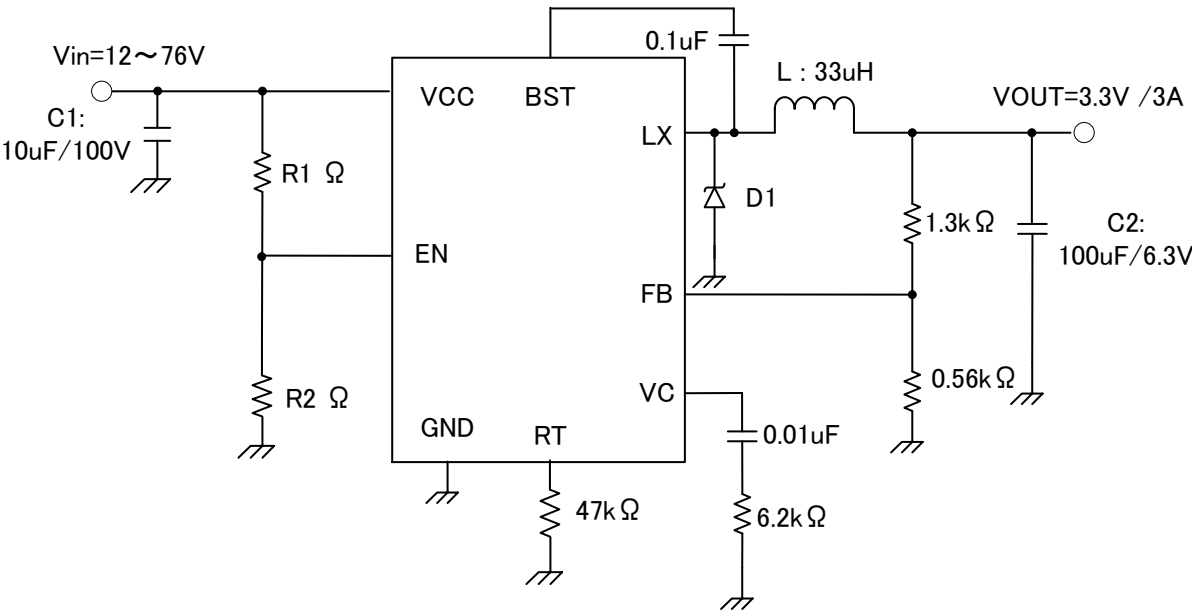 Vin=12～76V
C1:
10uF/100V
R1 Ω
R2 Ω
VCC
BST
LX
EN
FB
VC
GND
RT
0.1uF
L : 33uH
VOUT=3.3V /3A
D1
1.3kΩ
C2:
100uF/6.3V
0.56kΩ
0.01uF
6.2kΩ
47kΩ